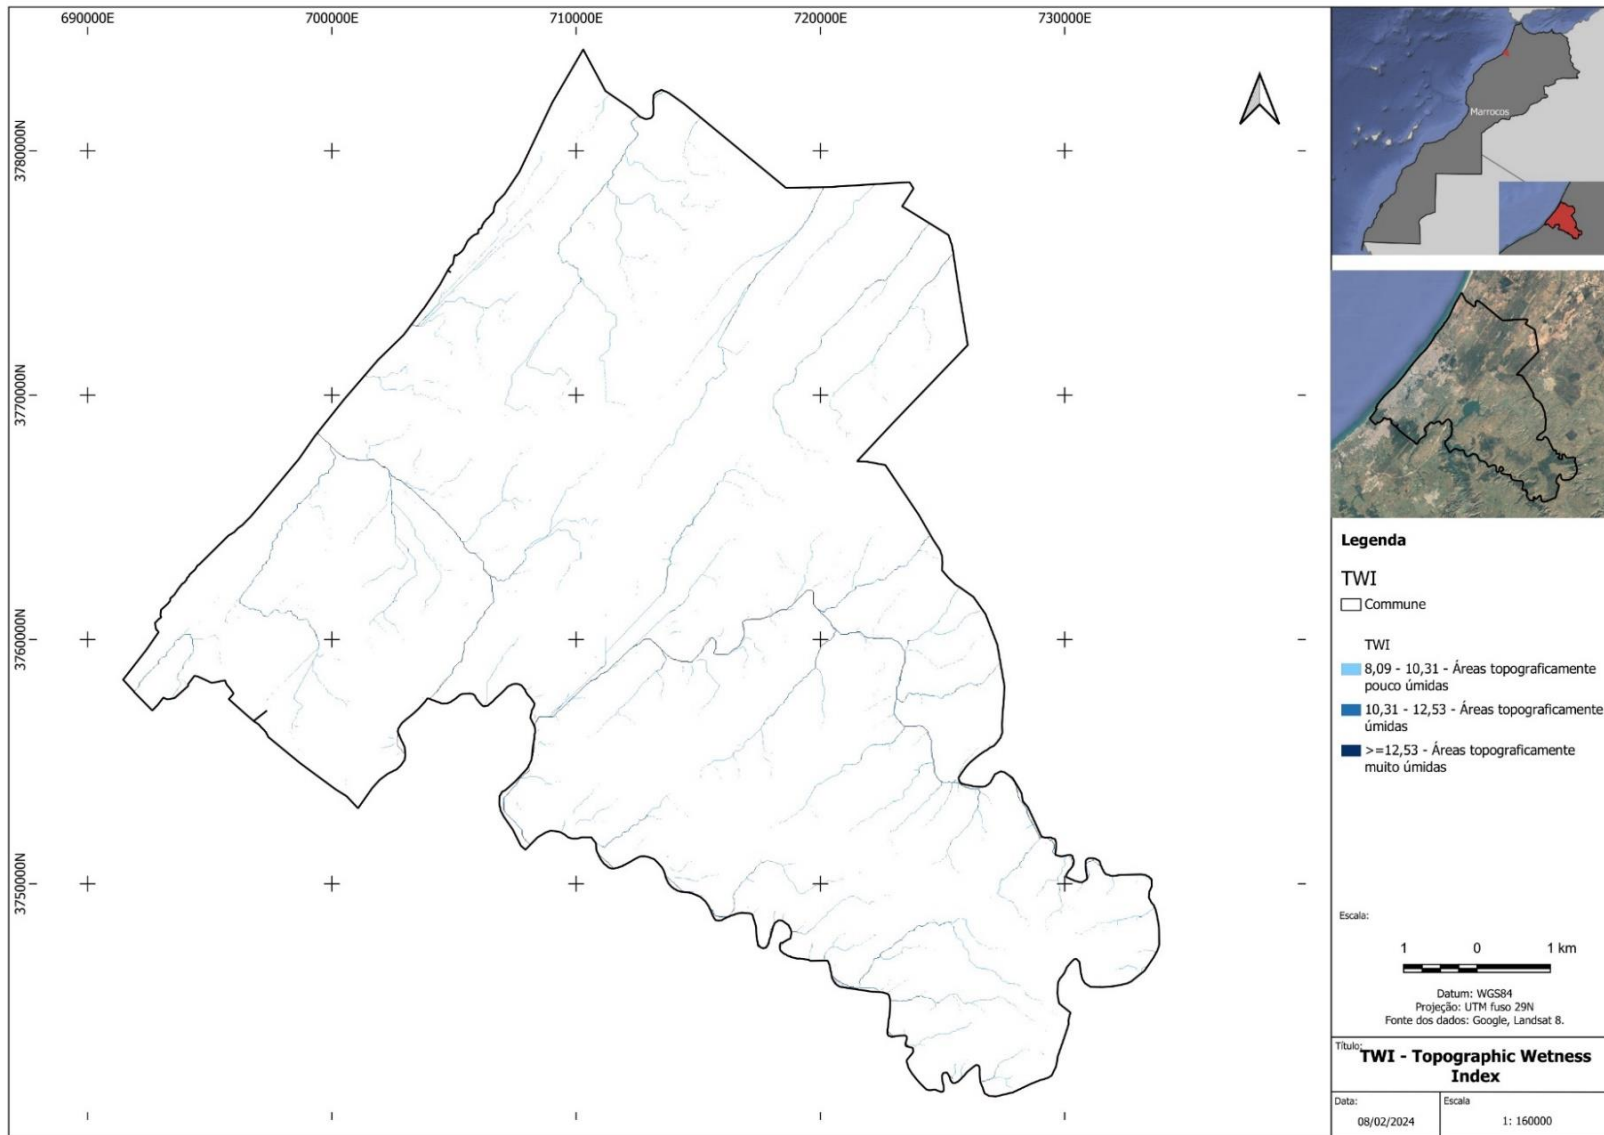 690000E 700000E 710000E 720000E 730000E
3780000N
3770000N
3760000N
3750000N
Marrocos
Legenda
TWI
Commune
TWI
8,09 - 10,31 - Áreas topograficamente
pouco úmidas
10,31 - 12,53 - Áreas topograficamente
úmidas
>=12,53 - Áreas topograficamente
muito úmidas
Escala:
1 0 1 km
Datum: WGS84
Projeção: UTM fuso 29N
Fonte dos dados: Google, Landsat 8.
Título:
TWI - Topographic Wetness
Index
Data:
08/02/2024
Escala
1: 160000